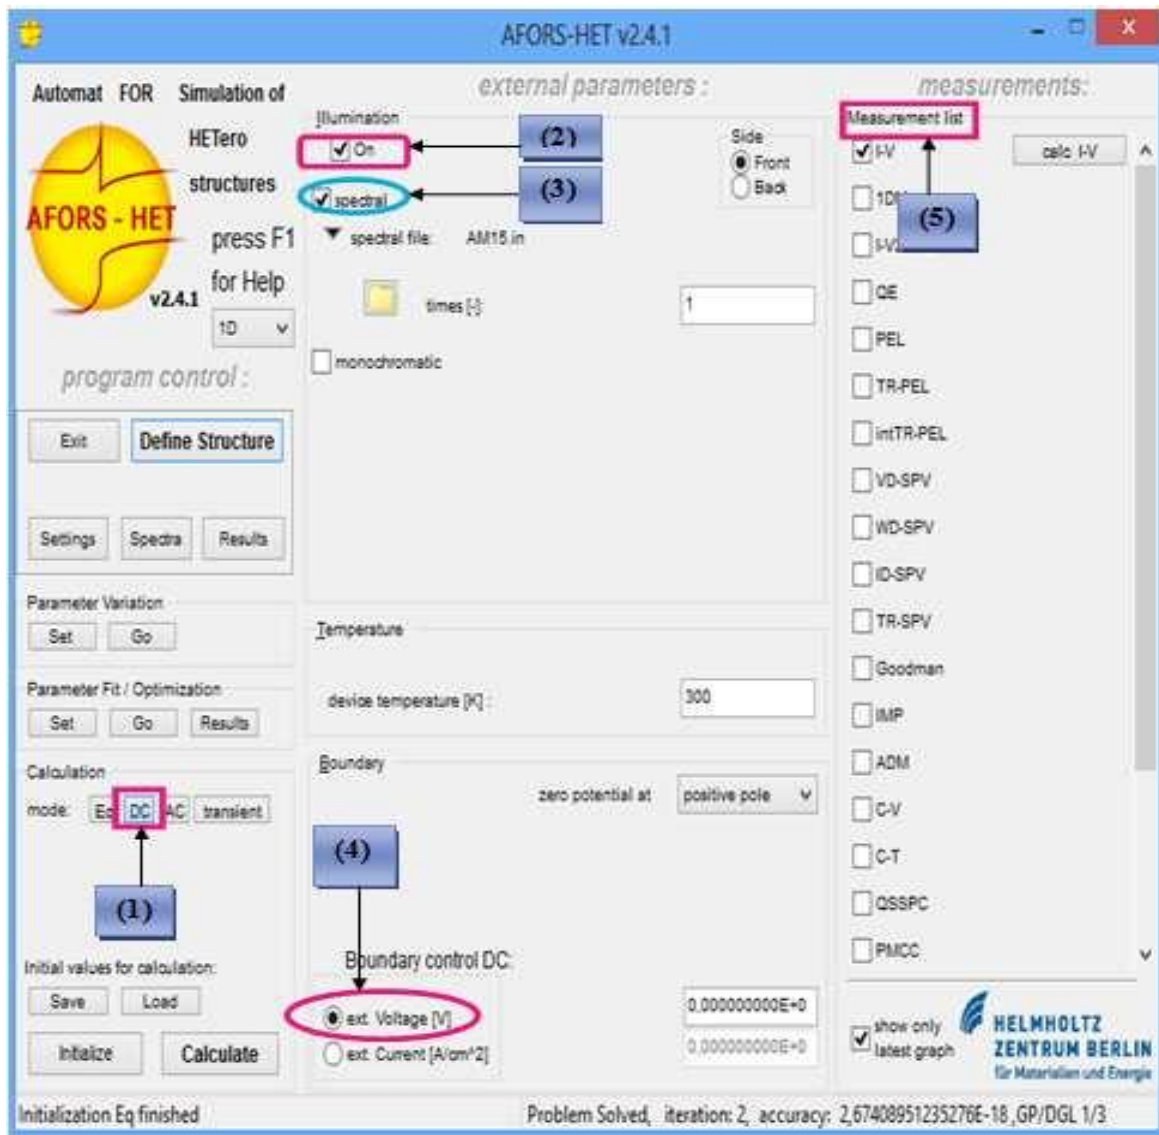 AFORS-HET v2.4.1
Automat FOR Simulation of
HETero
structures
AFORS - HET
press F1
for Help
v2.4.1
1D
program control :
Exit
Define Structure
Settings
Spectra
Results
Parameter Variation
Set
Go
Parameter Fit / Optimization
Set
Go
Results
Calculation
mode:
Eq
DC
AC
transient
(1)
Initial values for calculation:
Save
Load
Initialize
Calculate
external parameters :
Illumination
On
(2)
Side
Front
Back
spectral
(3)
spectral file: AM15.in
times [-]:
1
monochromatic
Temperature
device temperature [K] :
300
Boundary
zero potential at
positive pole
(4)
Boundary control DC:
ext. Voltage [V]
0,000000000E+0
ext. Current [A/cm^2]
0,000000000E+0
measurements:
Measurement list
I-V
calc I-V
(5)
QE
PEL
TR-PEL
intTR-PEL
VD-SPV
WD-SPV
ID-SPV
TR-SPV
Goodman
IMP
ADM
C-V
C-T
QSSPC
PMCC
show only
latest graph
HELMHOLTZ
ZENTRUM BERLIN
für Materialien und Energie
Initialization Eq finished
Problem Solved, iteration: 2, accuracy: 2,67408951235276E-18 ,GP/DGL 1/3